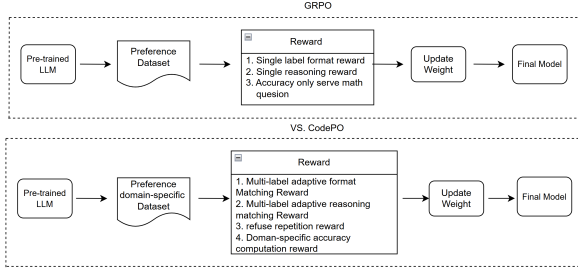 GRPO
Pre-trained
LLM
Preference
Dataset
Reward
1. Single label format reward
2. Single reasoning reward
3. Accuracy only serve math
quesion
Update
Weight
Final Model
VS. CodePO
Pre-trained
LLM
Preference
domain-specific
Dataset
Reward
1. Multi-label adaptive format
Matching Reward
2. Multi-label adaptive reasoning
matching Reward
3. refuse repetition reward
4. Doman-specific accuracy
computation reward
Update
Weight
Final Model